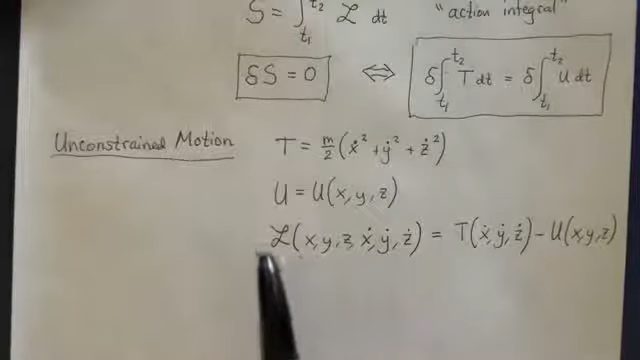 S = ∫_{t₁}^{t₂} ℒ dt "action integral"
δS = 0 ⟺ δ∫_{t₁}^{t₂} T dt = δ∫_{t₁}^{t₂} U dt
Unconstrained Motion T = m/2 (ẋ² + ẏ² + ż²)
U = U(x, y, z)
ℒ(x, y, z, ẋ, ẏ, ż) = T(ẋ, ẏ, ż) − U(x, y, z)